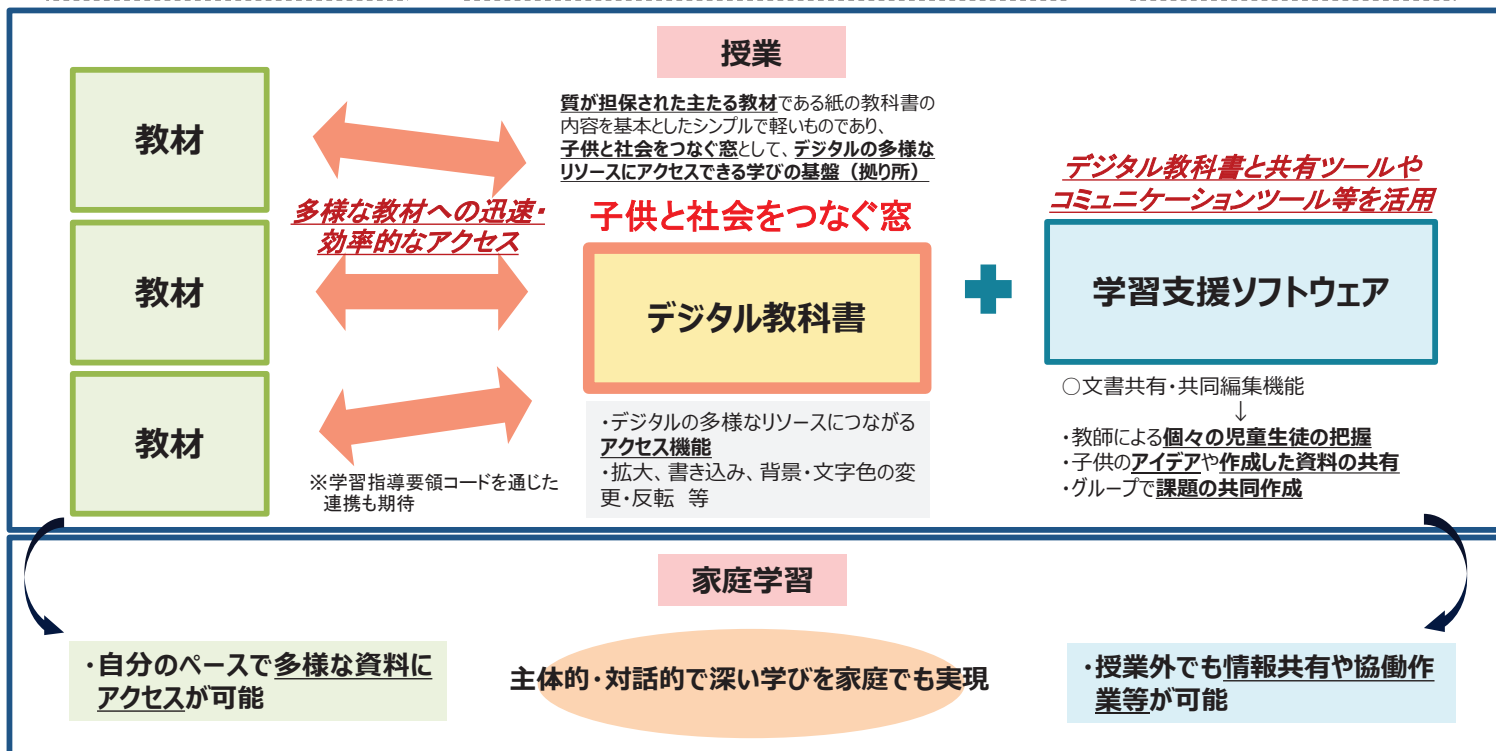 授業
教材
教材
教材
多様な教材への迅速・
効率的なアクセス
※学習指導要領コードを通じた
連携も期待
質が担保された主たる教材である紙の教科書の
内容を基本としたシンプルで軽いものであり、
子供と社会をつなぐ窓として、デジタルの多様な
リソースにアクセスできる学びの基盤（拠り所）
子供と社会をつなぐ窓
デジタル教科書
・デジタルの多様なリソースにつながる
アクセス機能
・拡大、書き込み、背景・文字色の変
更・反転　等
デジタル教科書と共有ツールや
コミュニケーションツール等を活用
学習支援ソフトウェア
○文書共有・共同編集機能
↓
・教師による個々の児童生徒の把握
・子供のアイデアや作成した資料の共有
・グループで課題の共同作成
家庭学習
・自分のペースで多様な資料に
アクセスが可能
主体的・対話的で深い学びを家庭でも実現
・授業外でも情報共有や協働作
業等が可能